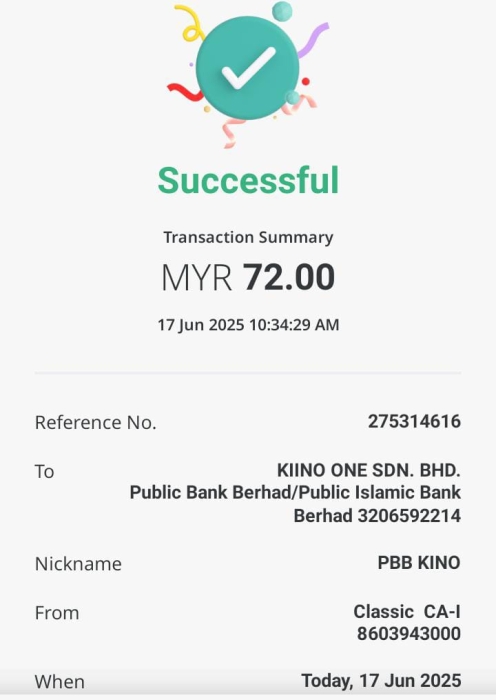 Successful
Transaction Summary
MYR 72.00
17 Jun 2025 10:34:29 AM
Reference No. 275314616
To KIINO ONE SDN. BHD.
Public Bank Berhad/Public Islamic Bank
Berhad 3206592214
Nickname PBB KINO
From Classic CA-I
8603943000
When Today, 17 Jun 2025